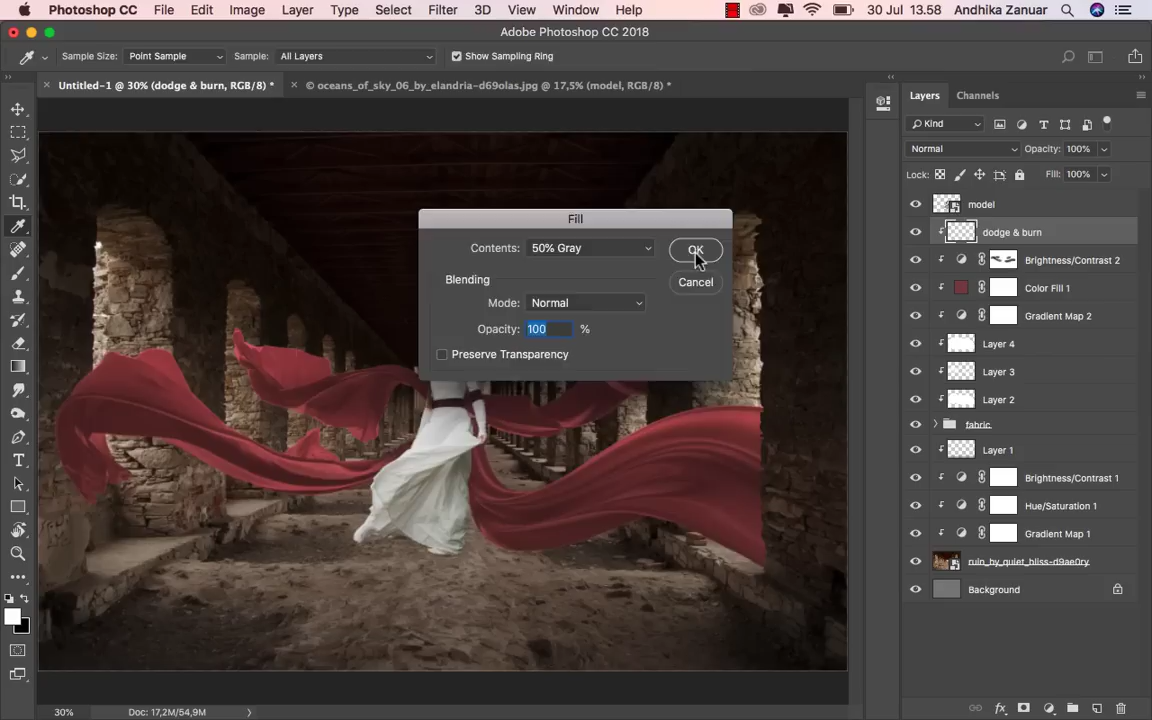 Photoshop CC File Edit Image Layer Type Select Filter 3D View Window Help 30 Jul 13.58 Andhika Zanuar
Adobe Photoshop CC 2018
Sample Size: Point Sample Sample: All Layers Show Sampling Ring
Untitled-1 @ 30% (dodge & burn, RGB/8) * © oceans_of_sky_06_by_elandria-d69olas.jpg @ 17,5% (model, RGB/8) *
Layers Channels
Kind
Normal Opacity: 100%
Lock: Fill: 100%
model
dodge & burn
Brightness/Contrast 2
Color Fill 1
Gradient Map 2
Layer 4
Layer 3
Layer 2
fabric
Layer 1
Brightness/Contrast 1
Hue/Saturation 1
Gradient Map 1
ruin_by_quiet_bliss-d9ae0ry
Background
Fill
Contents: 50% Gray OK
Blending Cancel
Mode: Normal
Opacity: 100 %
Preserve Transparency
30% Doc: 17,2M/54,9M